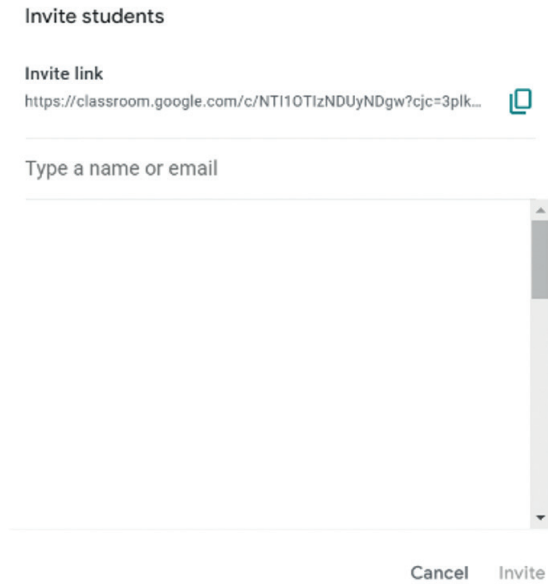 Invite students
Invite link
https://classroom.google.com/c/NTI1OTIzNDUyNDgw?cjc=3plk...
Type a name or email
Cancel Invite